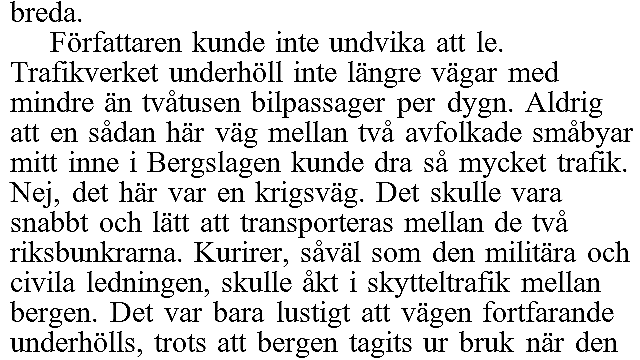 breda.
Författaren kunde inte undvika att le.
Trafikverket underhöll inte längre vägar med
mindre än tvåtusen bilpassager per dygn. Aldrig
att en sådan här väg mellan två avfolkade småbyar
mitt inne i Bergslagen kunde dra så mycket trafik.
Nej, det här var en krigsväg. Det skulle vara
snabbt och lätt att transporteras mellan de två
riksbunkrarna. Kurirer, såväl som den militära och
civila ledningen, skulle åkt i skytteltrafik mellan
bergen. Det var bara lustigt att vägen fortfarande
underhölls, trots att bergen tagits ur bruk när den